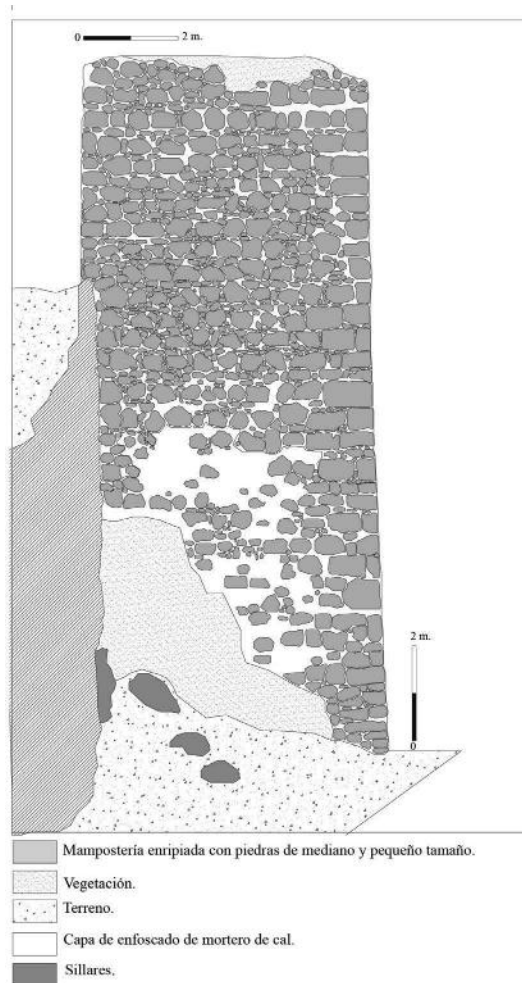 0 2 m.
2 m.
0
Mampostería enripiada con piedras de mediano y pequeño tamaño.
Vegetación.
Terreno.
Capa de enfoscado de mortero de cal.
Sillares.